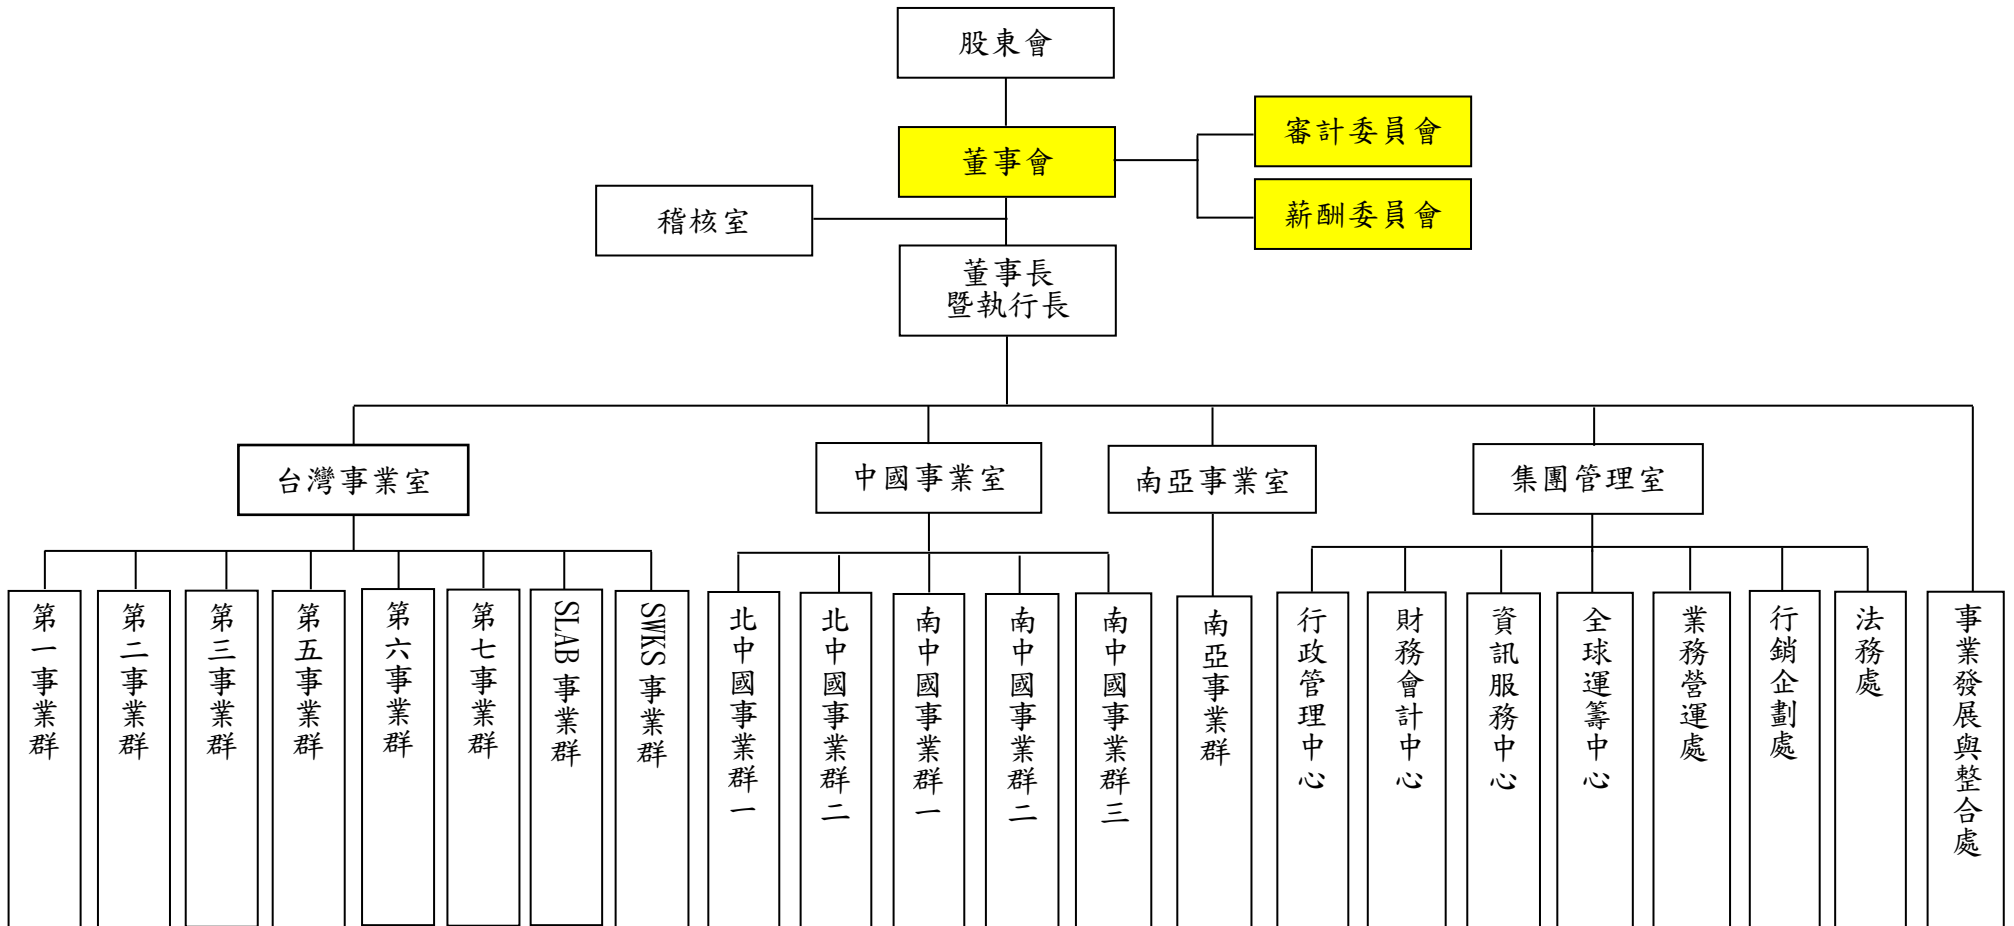 股東會
審計委員會
董事會
薪酬委員會
稽核室
董事長
暨執行長
台灣事業室
中國事業室
南亞事業室
集團管理室
第一事業群
第二事業群
第三事業群
第五事業群
第六事業群
第七事業群
SLAB事業群
SWKS事業群
北中國事業群一
北中國事業群二
南中國事業群一
南中國事業群二
南中國事業群三
南亞事業群
行政管理中心
財務會計中心
資訊服務中心
全球運籌中心
業務營運處
行銷企劃處
法務處
事業發展與整合處